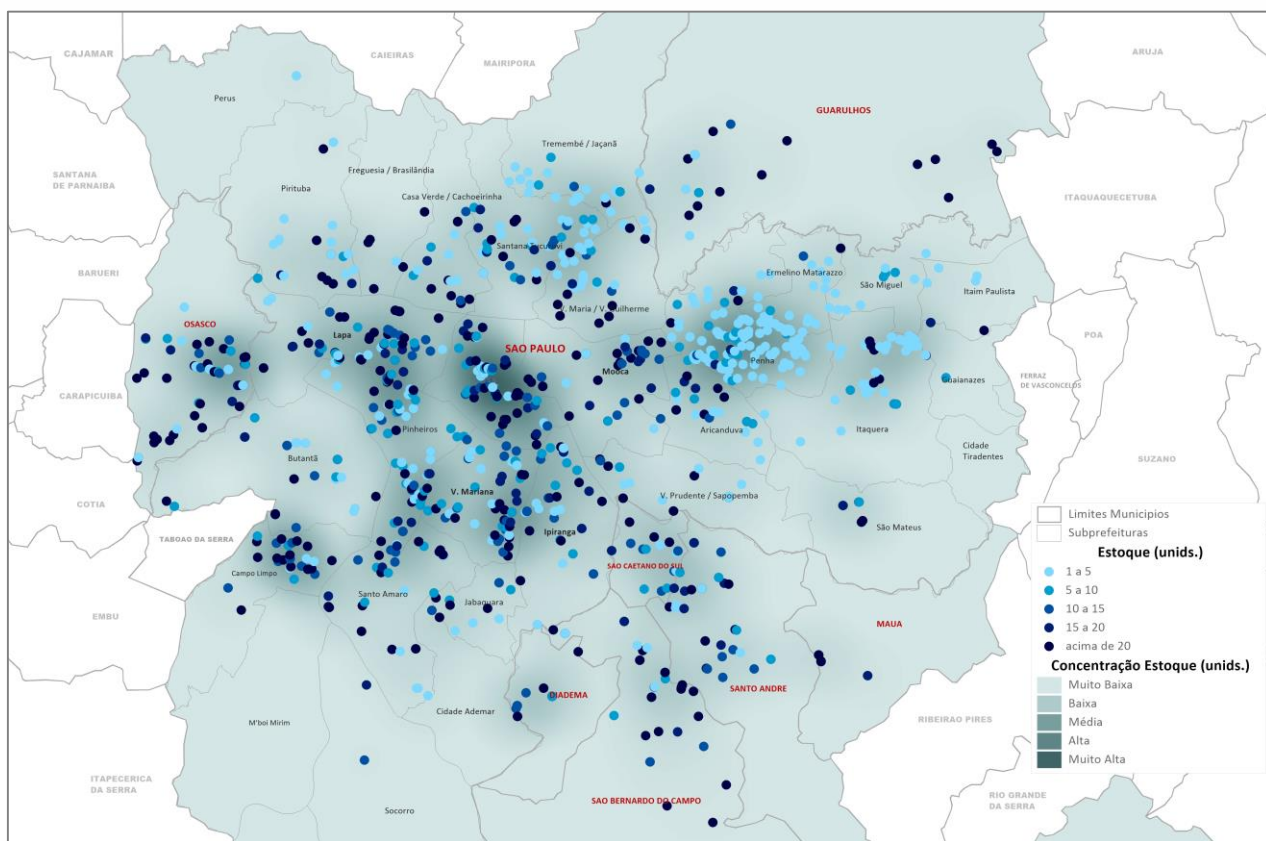 CAJAMAR
CAIEIRAS
MAIRIPORA
ARUJA
Perus
GUARULHOS
Tremembé / Jaçanã
Freguesia / Brasilândia
SANTANA
DE PARNAIBA
Pirituba
Casa Verde / Cachoeirinha
ITAQUAQUECETUBA
BARUERI
Ermelino Matarazzo
São Miguel
Itaim Paulista
V. Maria / V. Guilherme
OSASCO
Lapa
SAO PAULO
POA
Penha
Mooca
FERRAZ
DE VASCONCELOS
Guaianazes
CARAPICUIBA
Pinheiros
Aricanduva
Itaquera
Cidade
Tiradentes
Butantã
SUZANO
V. Mariana
V. Prudente / Sapopemba
COTIA
São Mateus
Ipiranga
TABOAO DA SERRA
SAO CAETANO DO SUL
Campo Limpo
Santo Amaro
Jabaquara
EMBU
MAUA
SANTO ANDRE
DIADEMA
Cidade Ademar
M'boi Mirim
RIBEIRAO PIRES
ITAPECERICA
DA SERRA
SAO BERNARDO DO CAMPO
Socorro
RIO GRANDE
DA SERRA
Limites Municipios
Subprefeituras
Estoque (unids.)
1 a 5
5 a 10
10 a 15
15 a 20
acima de 20
Concentração Estoque (unids.)
Muito Baixa
Baixa
Média
Alta
Muito Alta